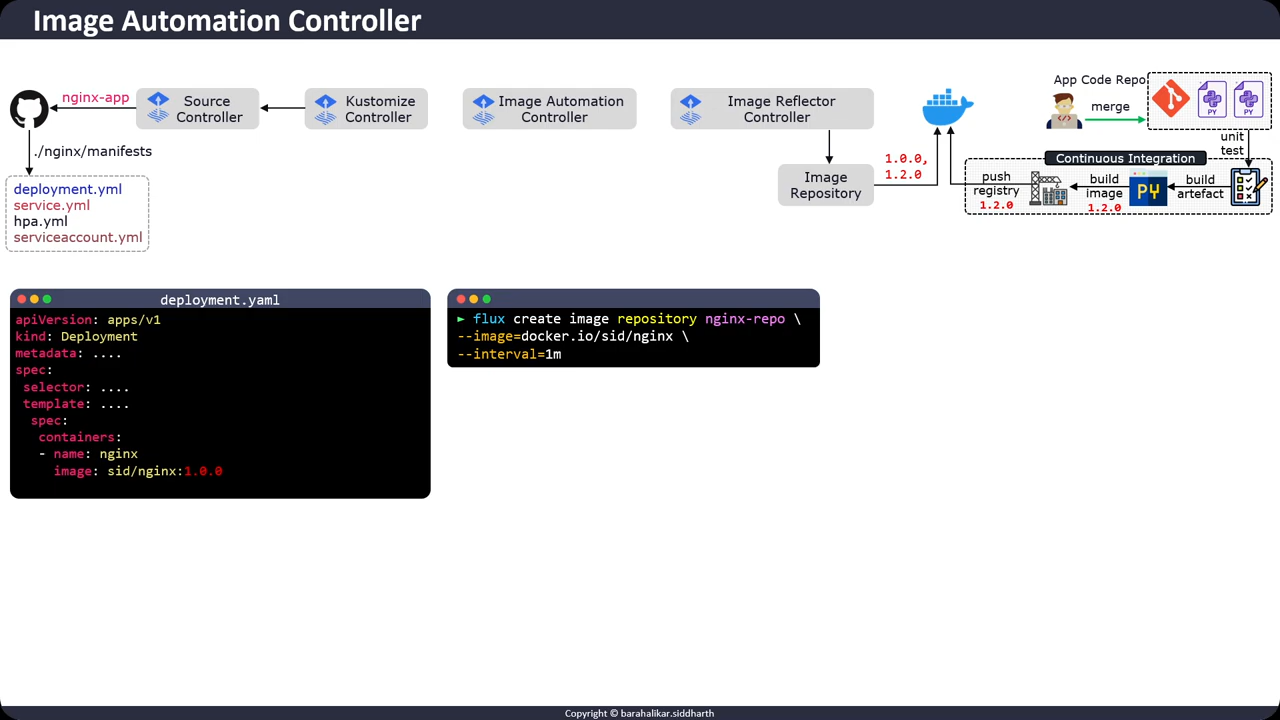 Image Automation Controller
nginx-app
Source
Controller
Kustomize
Controller
Image Automation
Controller
Image Reflector
Controller
App Code Repo
merge
PY
PY
unit
test
./nginx/manifests
deployment.yml
service.yml
hpa.yml
serviceaccount.yml
Image
Repository
1.0.0,
1.2.0
Continuous Integration
push
registry
1.2.0
build
image
1.2.0
PY
build
artefact
deployment.yaml
apiVersion: apps/v1
kind: Deployment
metadata: ....
spec:
selector: ....
template: ....
spec:
containers:
- name: nginx
image: sid/nginx:1.0.0
► flux create image repository nginx-repo \
--image=docker.io/sid/nginx \
--interval=1m
Copyright © barahalikar.siddharth